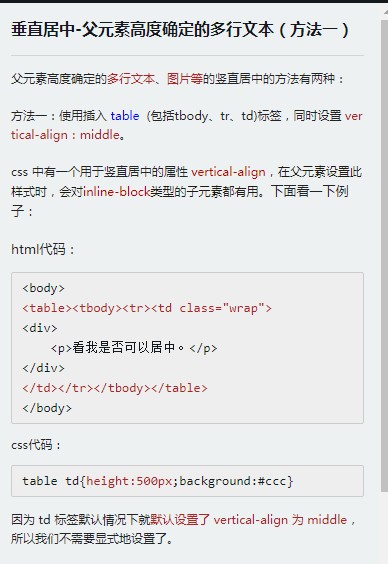 垂直居中-父元素高度确定的多行文本（方法一）
父元素高度确定的多行文本、图片等的竖直居中的方法有两种：
方法一：使用插入 table  (包括tbody、tr、td)标签，同时设置 ver
tical-align：middle。
css 中有一个用于竖直居中的属性 vertical-align，在父元素设置此
样式时，会对inline-block类型的子元素都有用。下面看一下例
子：
html代码：
<body>
<table><tbody><tr><td class="wrap">
<div>
    <p>看我是否可以居中。</p>
</div>
</td></tr></tbody></table>
</body>
css代码：
table td{height:500px;background:#ccc}
因为 td 标签默认情况下就默认设置了 vertical-align 为 middle，
所以我们不需要显式地设置了。